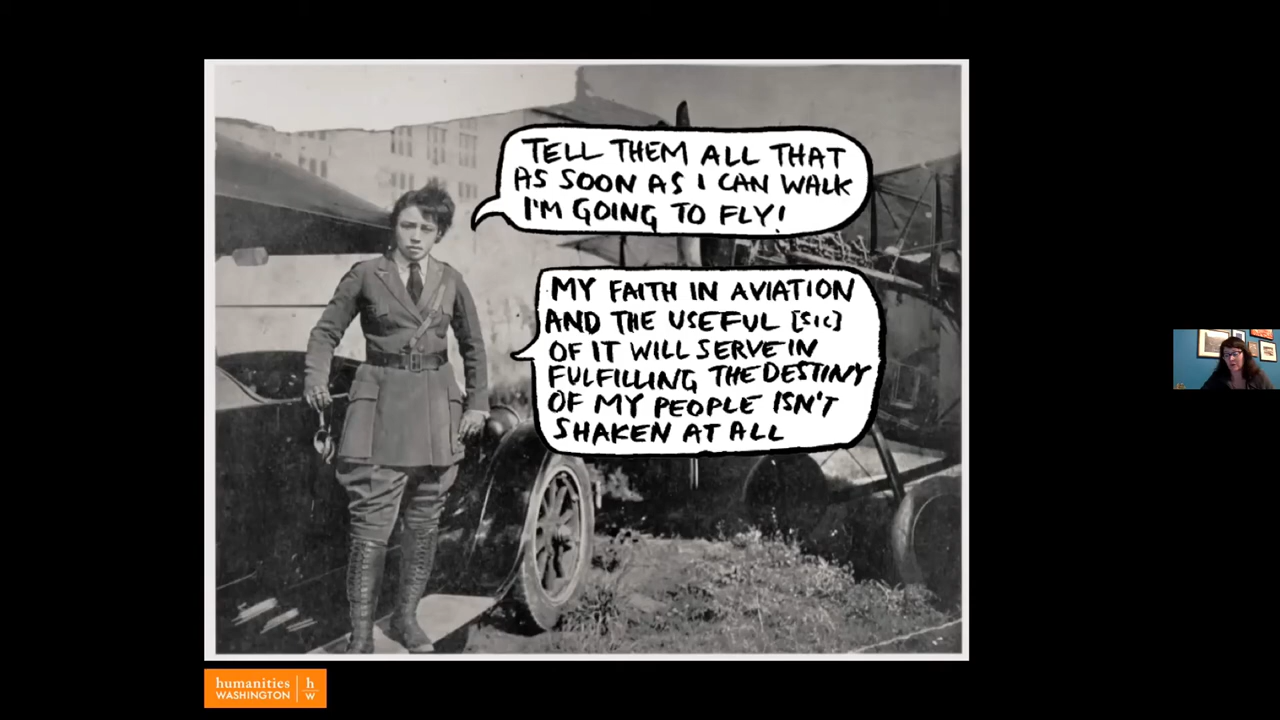 TELL THEM ALL THAT
AS SOON AS I CAN WALK
I'M GOING TO FLY!
MY FAITH IN AVIATION
AND THE USEFUL [SIC]
OF IT WILL SERVE IN
FULFILLING THE DESTINY
OF MY PEOPLE ISN'T
SHAKEN AT ALL
humanities
WASHINGTON
h
w